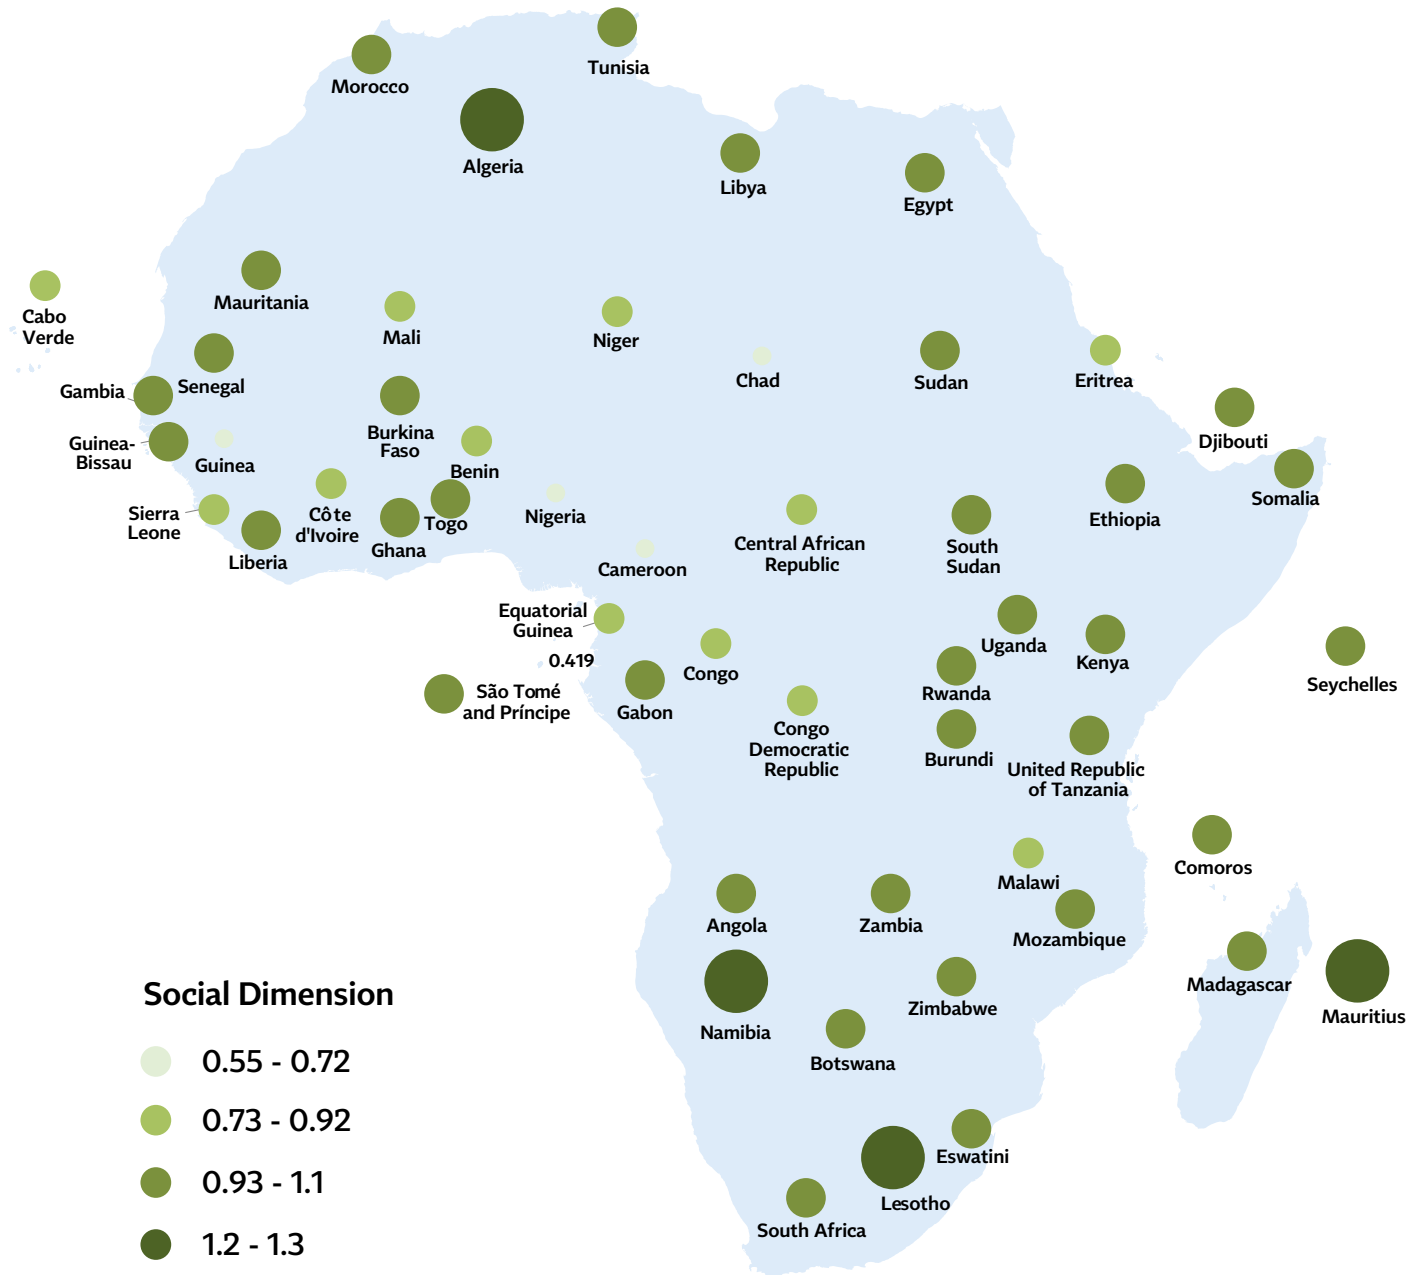 Tunisia
Morocco
Algeria
Libya
Egypt
Mauritania
Cabo
Verde
Mali
Niger
Chad
Sudan
Eritrea
Senegal
Gambia
Burkina
Faso
Djibouti
Guinea-
Bissau
Guinea
Benin
Somalia
Sierra
Leone
Côte
d'Ivoire
Togo
Nigeria
Ethiopia
Ghana
Liberia
Central African
Republic
South
Sudan
Cameroon
Equatorial
Guinea
0.419
Uganda
Kenya
Congo
Rwanda
Seychelles
São Tomé
and Príncipe
Gabon
Congo
Democratic
Republic
Burundi
United Republic
of Tanzania
Comoros
Malawi
Angola
Zambia
Mozambique
Madagascar
Zimbabwe
Mauritius
Namibia
Botswana
Eswatini
Lesotho
South Africa
Social Dimension
0.55 - 0.72
0.73 - 0.92
0.93 - 1.1
1.2 - 1.3